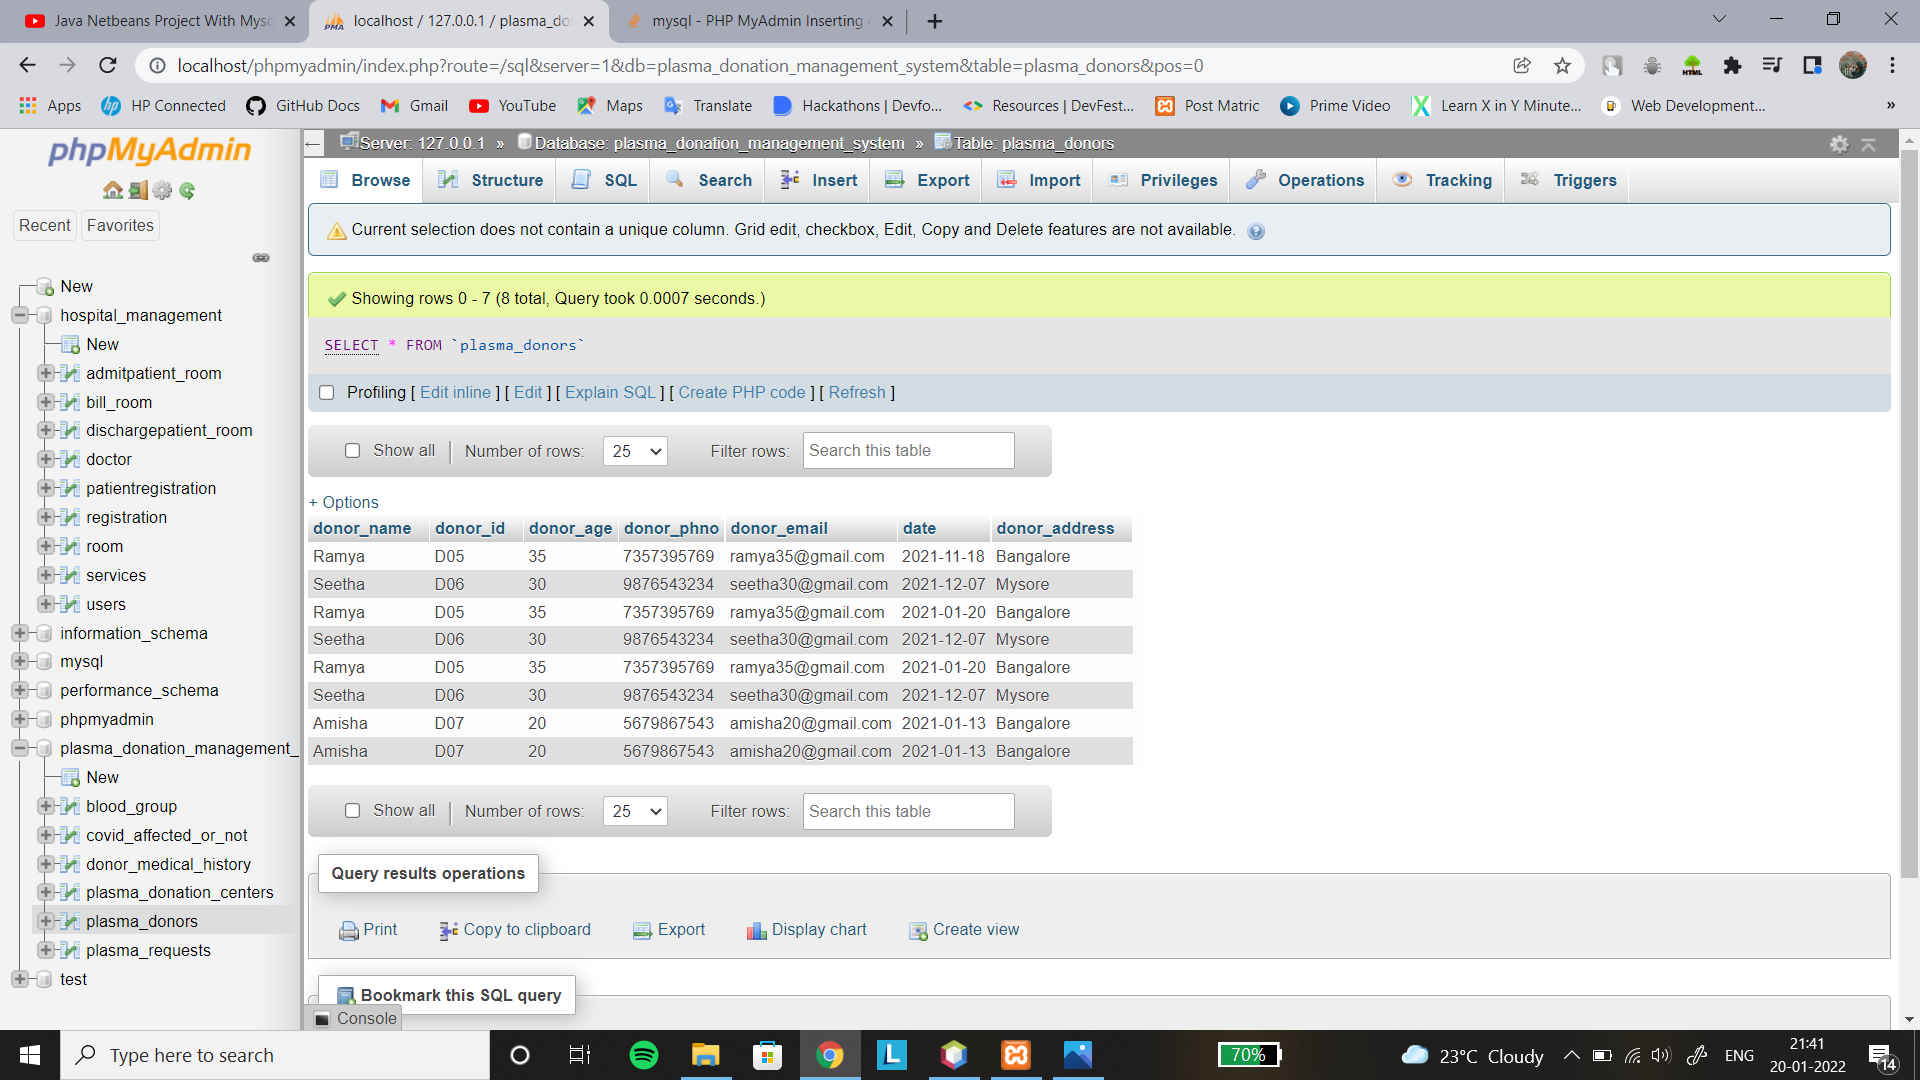 Java Netbeans Project With Mysq
localhost / 127.0.0.1 / plasma_do
mysql - PHP MyAdmin Inserting
localhost/phpmyadmin/index.php?route=/sql&server=1&db=plasma_donation_management_system&table=plasma_donors&pos=0
Apps HP Connected GitHub Docs Gmail YouTube Maps Translate Hackathons | Devfo... Resources | DevFest... Post Matric Prime Video Learn X in Y Minute... Web Development... »
phpMyAdmin
Recent Favorites
New
hospital_management
New
admitpatient_room
bill_room
dischargepatient_room
doctor
patientregistration
registration
room
services
users
information_schema
mysql
performance_schema
phpmyadmin
plasma_donation_management_
New
blood_group
covid_affected_or_not
donor_medical_history
plasma_donation_centers
plasma_donors
plasma_requests
test
Server: 127.0.0.1 » Database: plasma_donation_management_system » Table: plasma_donors
Browse Structure SQL Search Insert Export Import Privileges Operations Tracking Triggers
Current selection does not contain a unique column. Grid edit, checkbox, Edit, Copy and Delete features are not available.
Showing rows 0 - 7 (8 total, Query took 0.0007 seconds.)
SELECT * FROM `plasma_donors`
Profiling [ Edit inline ] [ Edit ] [ Explain SQL ] [ Create PHP code ] [ Refresh ]
Show all Number of rows: 25 Filter rows: Search this table
+ Options
donor_name donor_id donor_age donor_phno donor_email date donor_address
Ramya D05 35 7357395769 ramya35@gmail.com 2021-11-18 Bangalore
Seetha D06 30 9876543234 seetha30@gmail.com 2021-12-07 Mysore
Ramya D05 35 7357395769 ramya35@gmail.com 2021-01-20 Bangalore
Seetha D06 30 9876543234 seetha30@gmail.com 2021-12-07 Mysore
Ramya D05 35 7357395769 ramya35@gmail.com 2021-01-20 Bangalore
Seetha D06 30 9876543234 seetha30@gmail.com 2021-12-07 Mysore
Amisha D07 20 5679867543 amisha20@gmail.com 2021-01-13 Bangalore
Amisha D07 20 5679867543 amisha20@gmail.com 2021-01-13 Bangalore
Show all Number of rows: 25 Filter rows: Search this table
Query results operations
Print Copy to clipboard Export Display chart Create view
Bookmark this SQL query
Console
Type here to search
70%
23°C Cloudy
ENG
21:41
20-01-2022
14